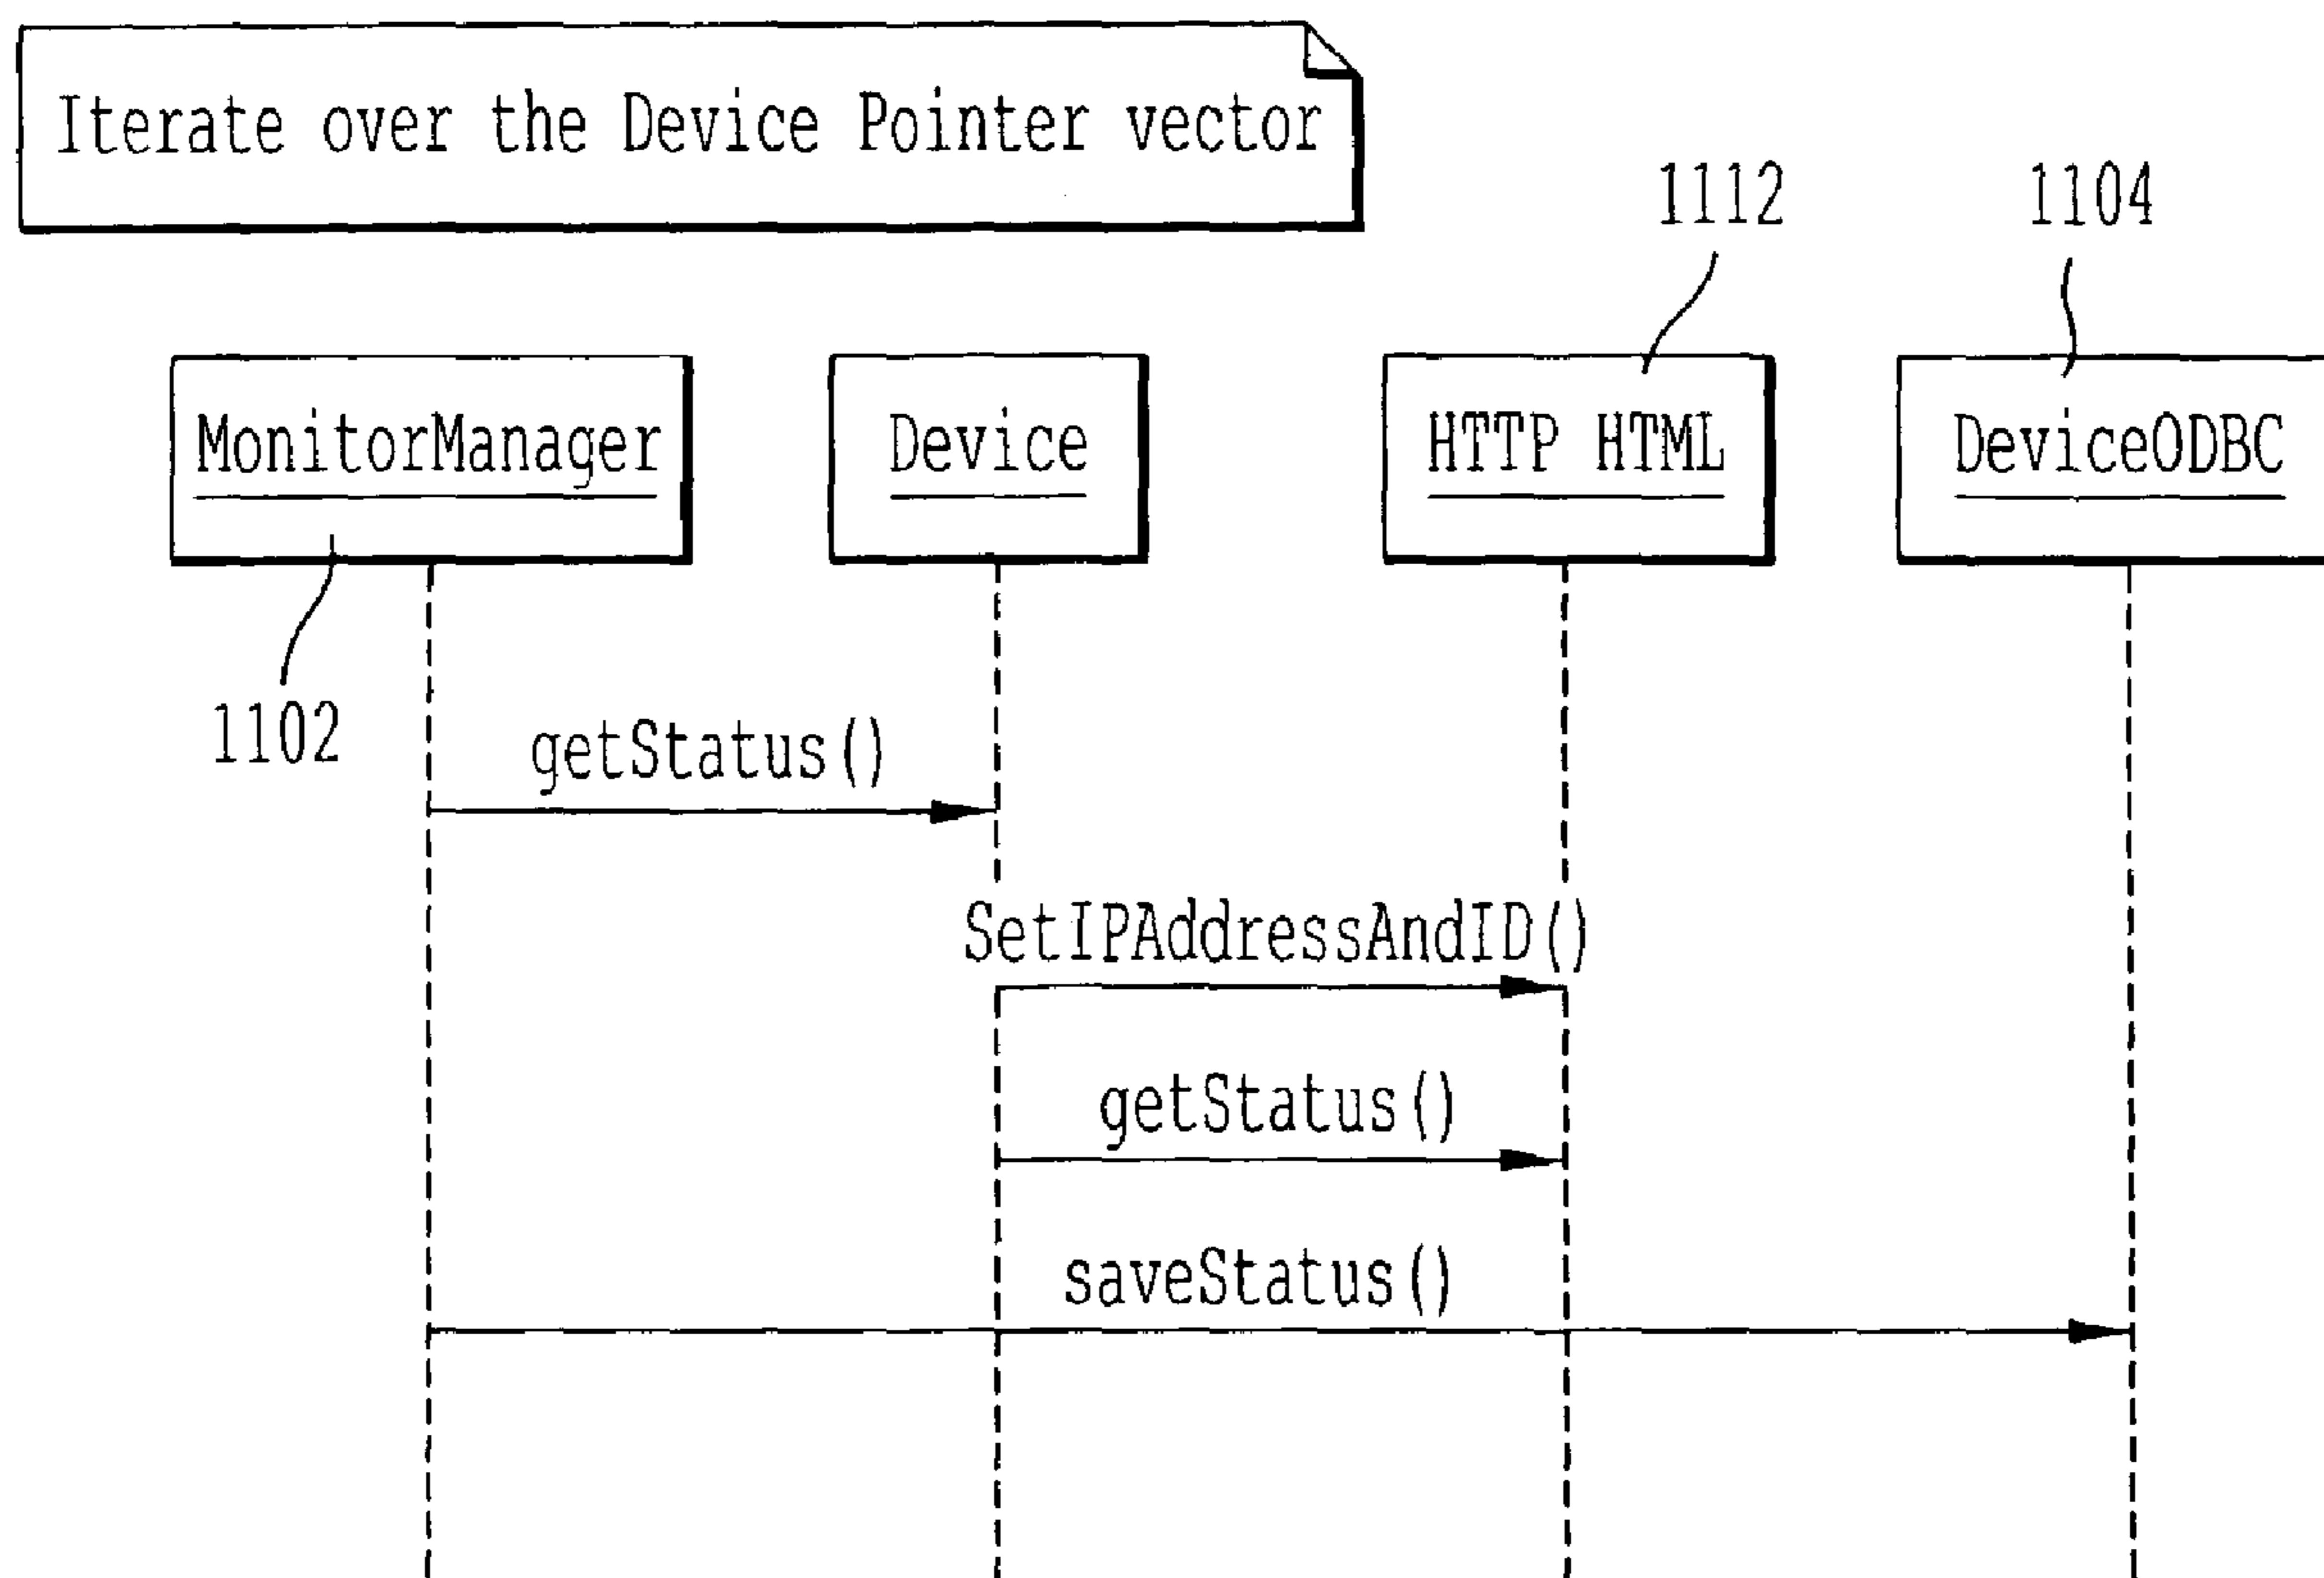 Iterate over the Device Pointer vector
1112
1104
MonitorManager
Device
HTTP HTML
DeviceODBC
1102
getStatus()
SetIPAddressAndID()
getStatus()
saveStatus()